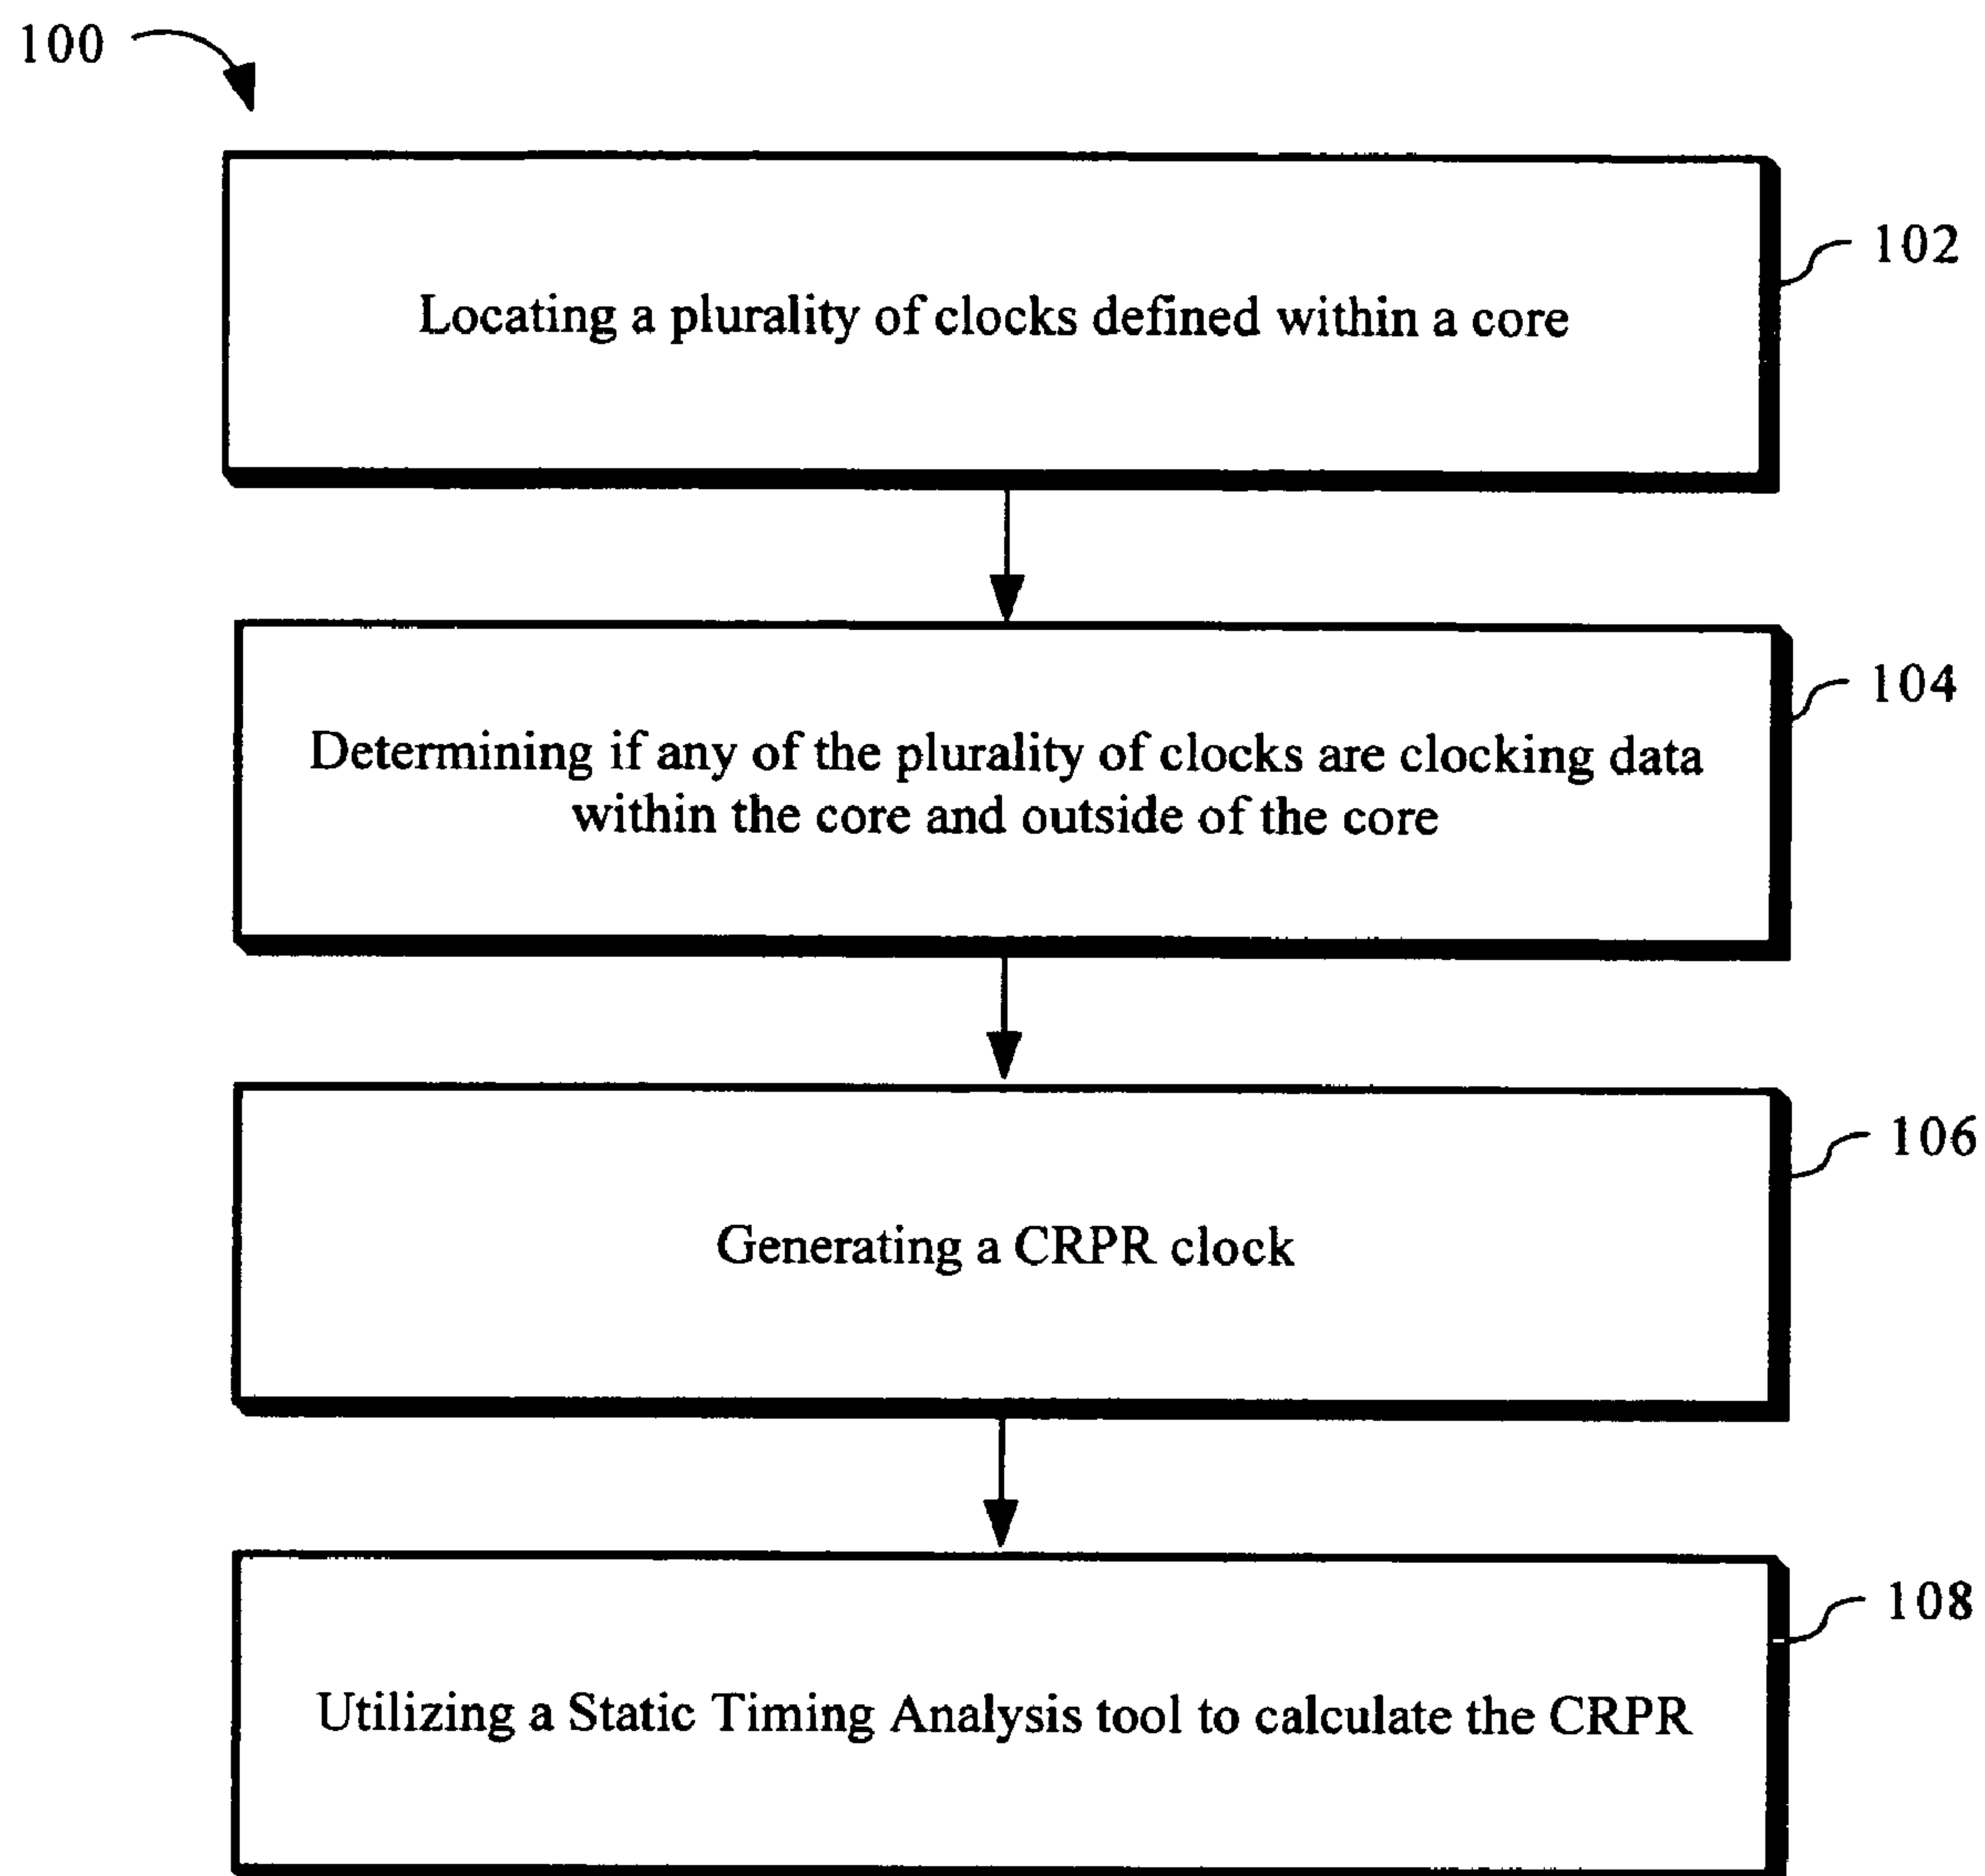 100
102
Locating a plurality of clocks defined within a core
104
Determining if any of the plurality of clocks are clocking data
within the core and outside of the core
106
Generating a CRPR clock
108
Utilizing a Static Timing Analysis tool to calculate the CRPR